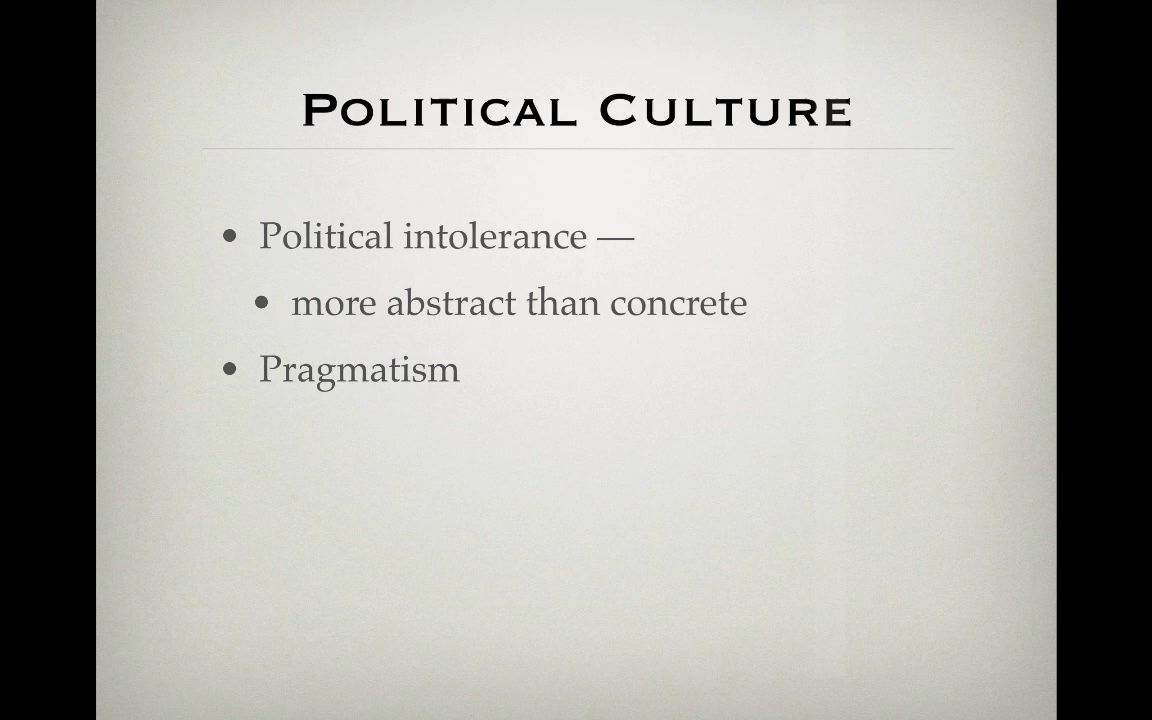 Political Culture
• Political intolerance —
• more abstract than concrete
• Pragmatism